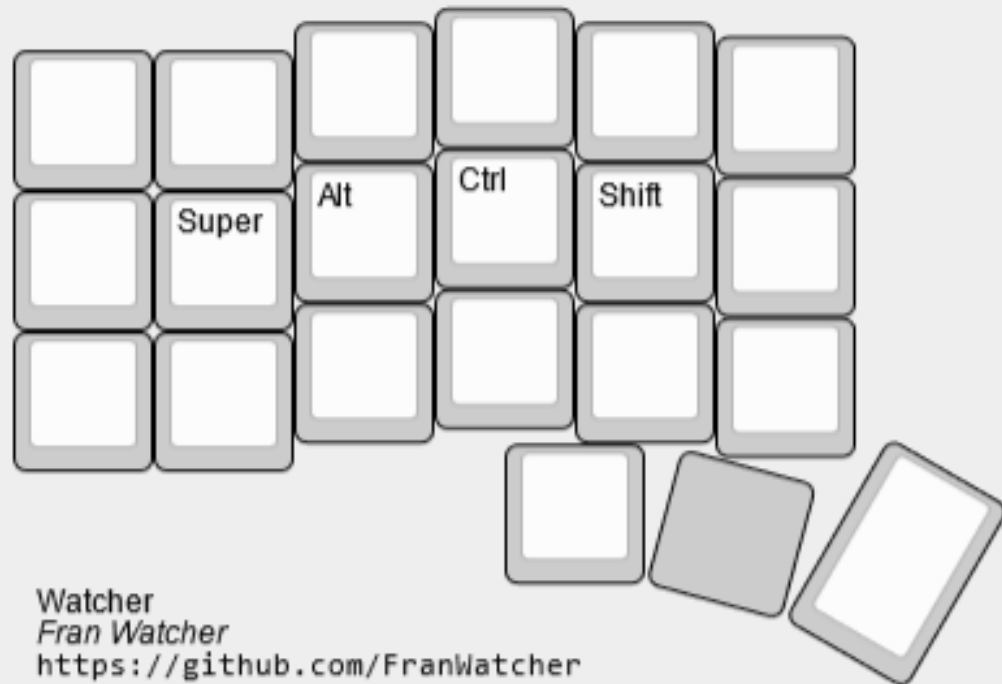 Super
Alt
Ctrl
Shift
Watcher
Fran Watcher
https://github.com/FranWatcher